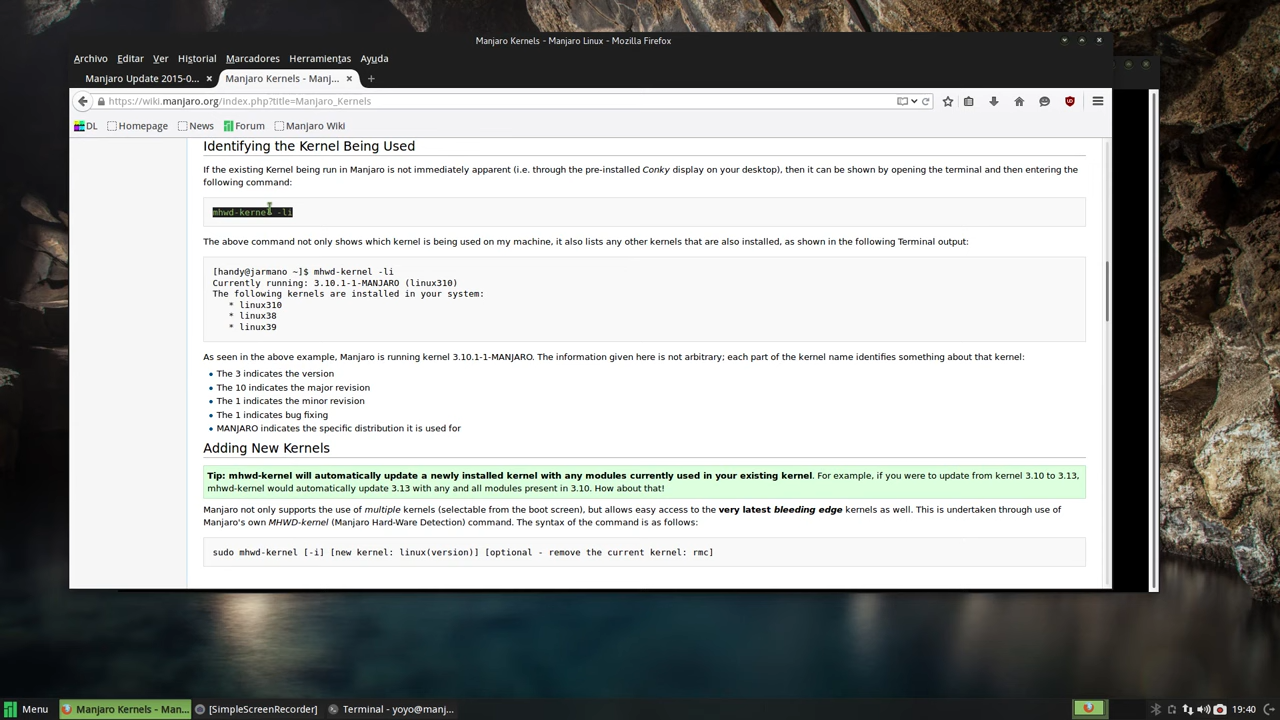 Manjaro Kernels - Manjaro Linux - Mozilla Firefox
Archivo Editar Ver Historial Marcadores Herramientas Ayuda
Manjaro Update 2015-0... × Manjaro Kernels - Manj... × +
https://wiki.manjaro.org/index.php?title=Manjaro_Kernels
DL Homepage News Forum Manjaro Wiki
Identifying the Kernel Being Used
If the existing Kernel being run in Manjaro is not immediately apparent (i.e. through the pre-installed Conky display on your desktop), then it can be shown by opening the terminal and then entering the
following command:
mhwd-kernel -li
The above command not only shows which kernel is being used on my machine, it also lists any other kernels that are also installed, as shown in the following Terminal output:
[handy@jarmano ~]$ mhwd-kernel -li
Currently running: 3.10.1-1-MANJARO (linux310)
The following kernels are installed in your system:
* linux310
* linux38
* linux39
As seen in the above example, Manjaro is running kernel 3.10.1-1-MANJARO. The information given here is not arbitrary; each part of the kernel name identifies something about that kernel:
• The 3 indicates the version
• The 10 indicates the major revision
• The 1 indicates the minor revision
• The 1 indicates bug fixing
• MANJARO indicates the specific distribution it is used for
Adding New Kernels
Tip: mhwd-kernel will automatically update a newly installed kernel with any modules currently used in your existing kernel. For example, if you were to update from kernel 3.10 to 3.13,
mhwd-kernel would automatically update 3.13 with any and all modules present in 3.10. How about that!
Manjaro not only supports the use of multiple kernels (selectable from the boot screen), but allows easy access to the very latest bleeding edge kernels as well. This is undertaken through use of
Manjaro's own MHWD-kernel (Manjaro Hard-Ware Detection) command. The syntax of the command is as follows:
sudo mhwd-kernel [-i] [new kernel: linux(version)] [optional - remove the current kernel: rmc]
Menu Manjaro Kernels - Man... [SimpleScreenRecorder] Terminal - yoyo@manj... 19:40